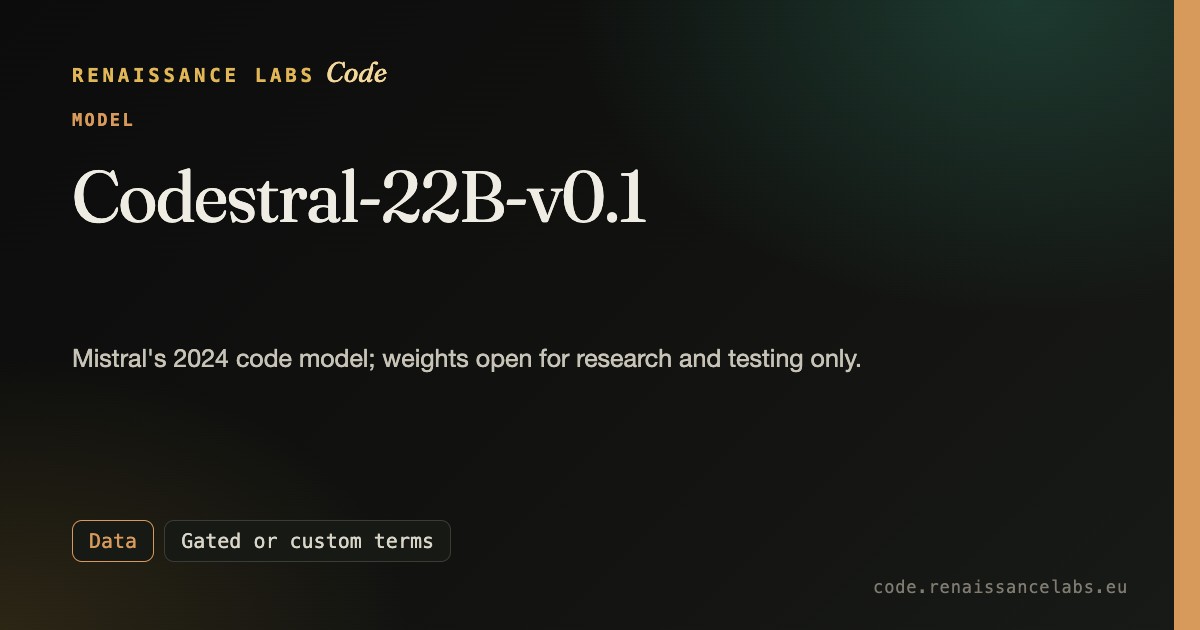 RENAISSANCE LABS Code
MODEL
Codestral-22B-v0.1
Mistral's 2024 code model; weights open for research and testing only.
Data
Gated or custom terms
code.renaissancelabs.eu